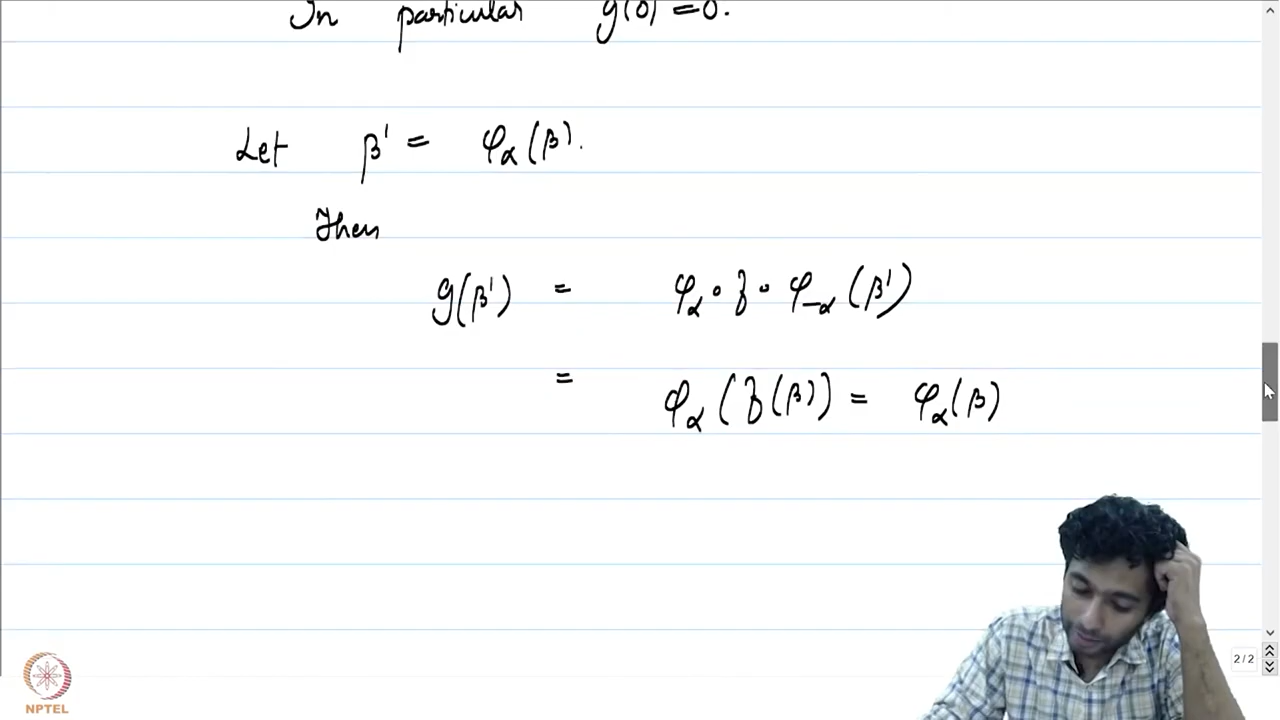 In particular g(0) = 0.
Let β' = φ_α(β).
Then
g(β') = φ_α ∘ f ∘ φ_{-α}(β')
= φ_α(f(β)) = φ_α(β)
2 / 2
NPTEL